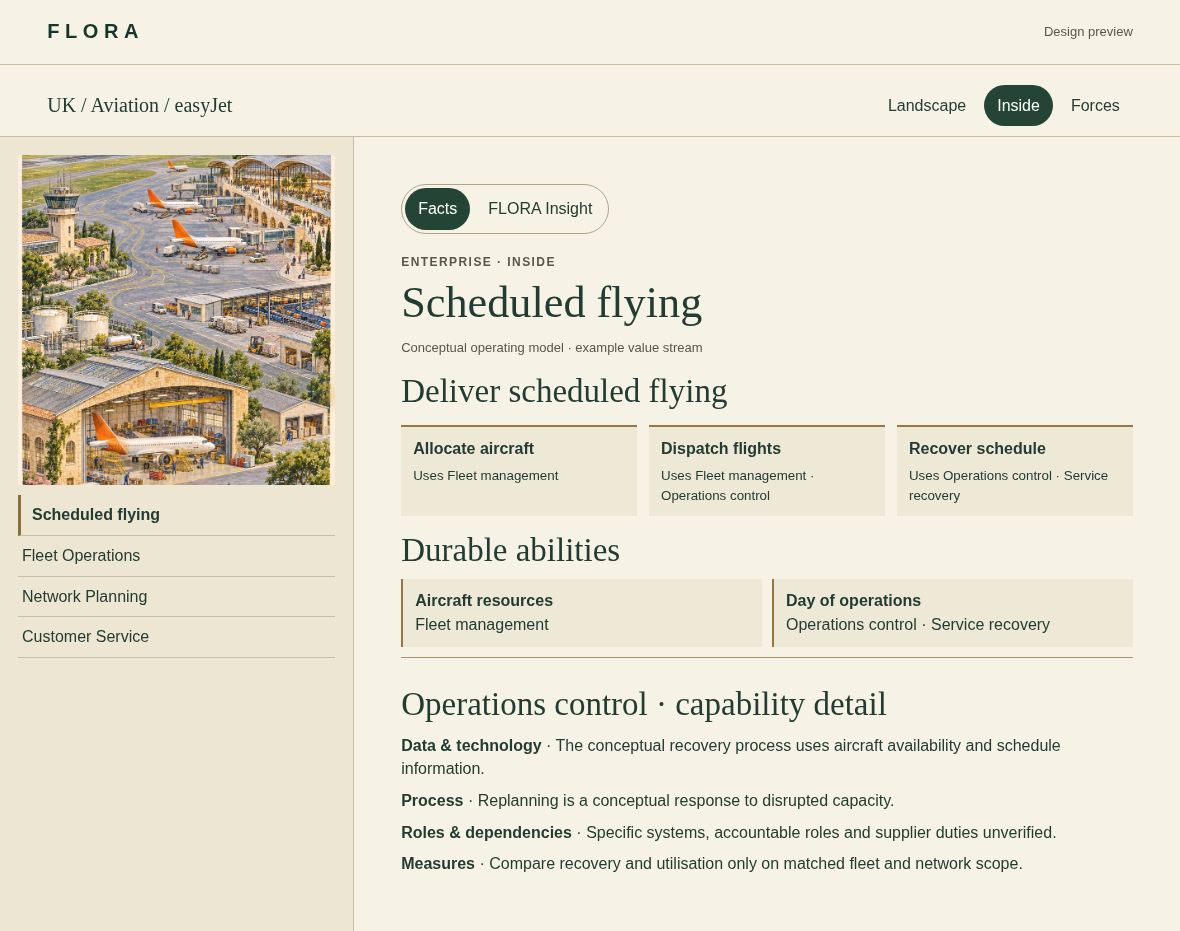 FLORA
Design preview
UK / Aviation / easyJet
Landscape
Inside
Forces
Scheduled flying
Fleet Operations
Network Planning
Customer Service
Facts
FLORA Insight
ENTERPRISE · INSIDE
Scheduled flying
Conceptual operating model · example value stream
Deliver scheduled flying
Allocate aircraft
Uses Fleet management
Dispatch flights
Uses Fleet management ·
Operations control
Recover schedule
Uses Operations control · Service
recovery
Durable abilities
Aircraft resources
Fleet management
Day of operations
Operations control · Service recovery
Operations control · capability detail
Data & technology · The conceptual recovery process uses aircraft availability and schedule
information.
Process · Replanning is a conceptual response to disrupted capacity.
Roles & dependencies · Specific systems, accountable roles and supplier duties unverified.
Measures · Compare recovery and utilisation only on matched fleet and network scope.